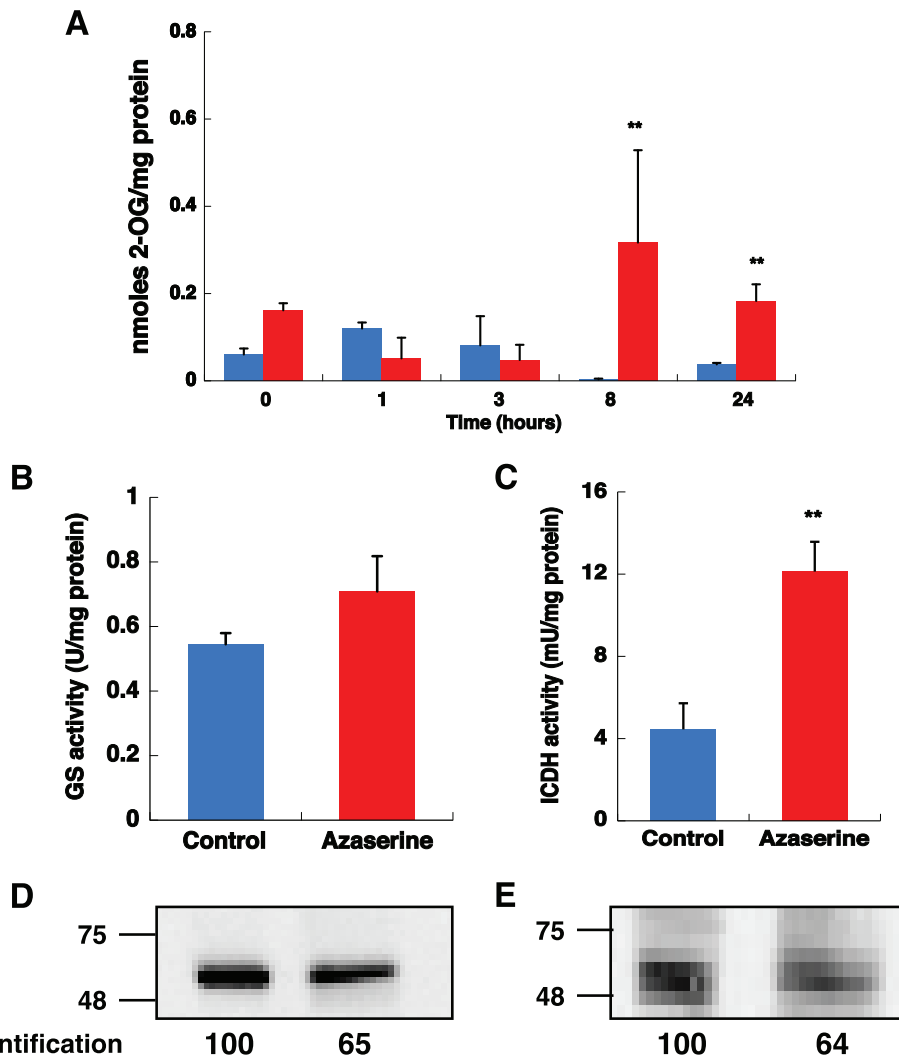 A
nmoles 2-OG/mg protein
0.8
0.6
0.4
0.2
0
**
**
0 1 3 8 24
Time (hours)
B
GS activity (U/mg protein)
1
0.8
0.6
0.4
0.2
0
Control Azaserine
C
ICDH activity (mU/mg protein)
16
12
8
4
0
**
Control Azaserine
D
75
48
ntification 100 65
E
75
48
100 64